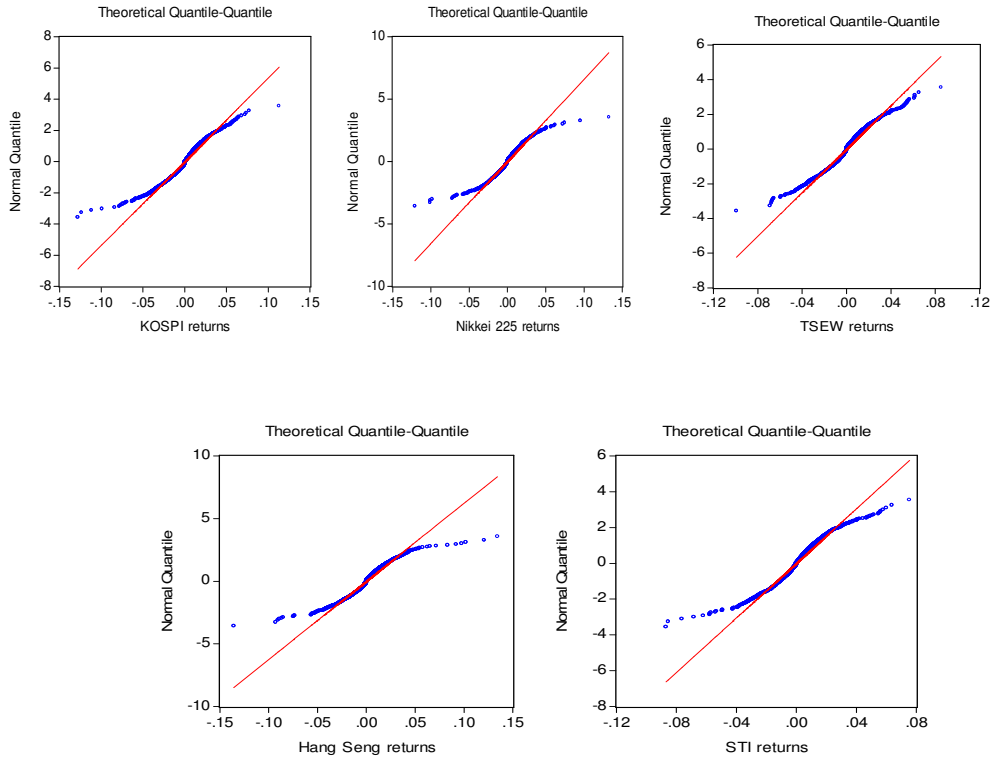 Theoretical Quantile-Quantile
8
6
4
2
0
-2
-4
-6
-8
Normal Quantile
-.15 -.10 -.05 .00 .05 .10 .15
KOSPI returns
Theoretical Quantile-Quantile
10
5
0
-5
-10
Normal Quantile
-.15 -.10 -.05 .00 .05 .10 .15
Nikkei 225 returns
Theoretical Quantile-Quantile
6
4
2
0
-2
-4
-6
-8
Normal Quantile
-.12 -.08 -.04 .00 .04 .08 .12
TSEW returns
Theoretical Quantile-Quantile
10
5
0
-5
-10
Normal Quantile
-.15 -.10 -.05 .00 .05 .10 .15
Hang Seng returns
Theoretical Quantile-Quantile
6
4
2
0
-2
-4
-6
-8
Normal Quantile
-.12 -.08 -.04 .00 .04 .08
STI returns